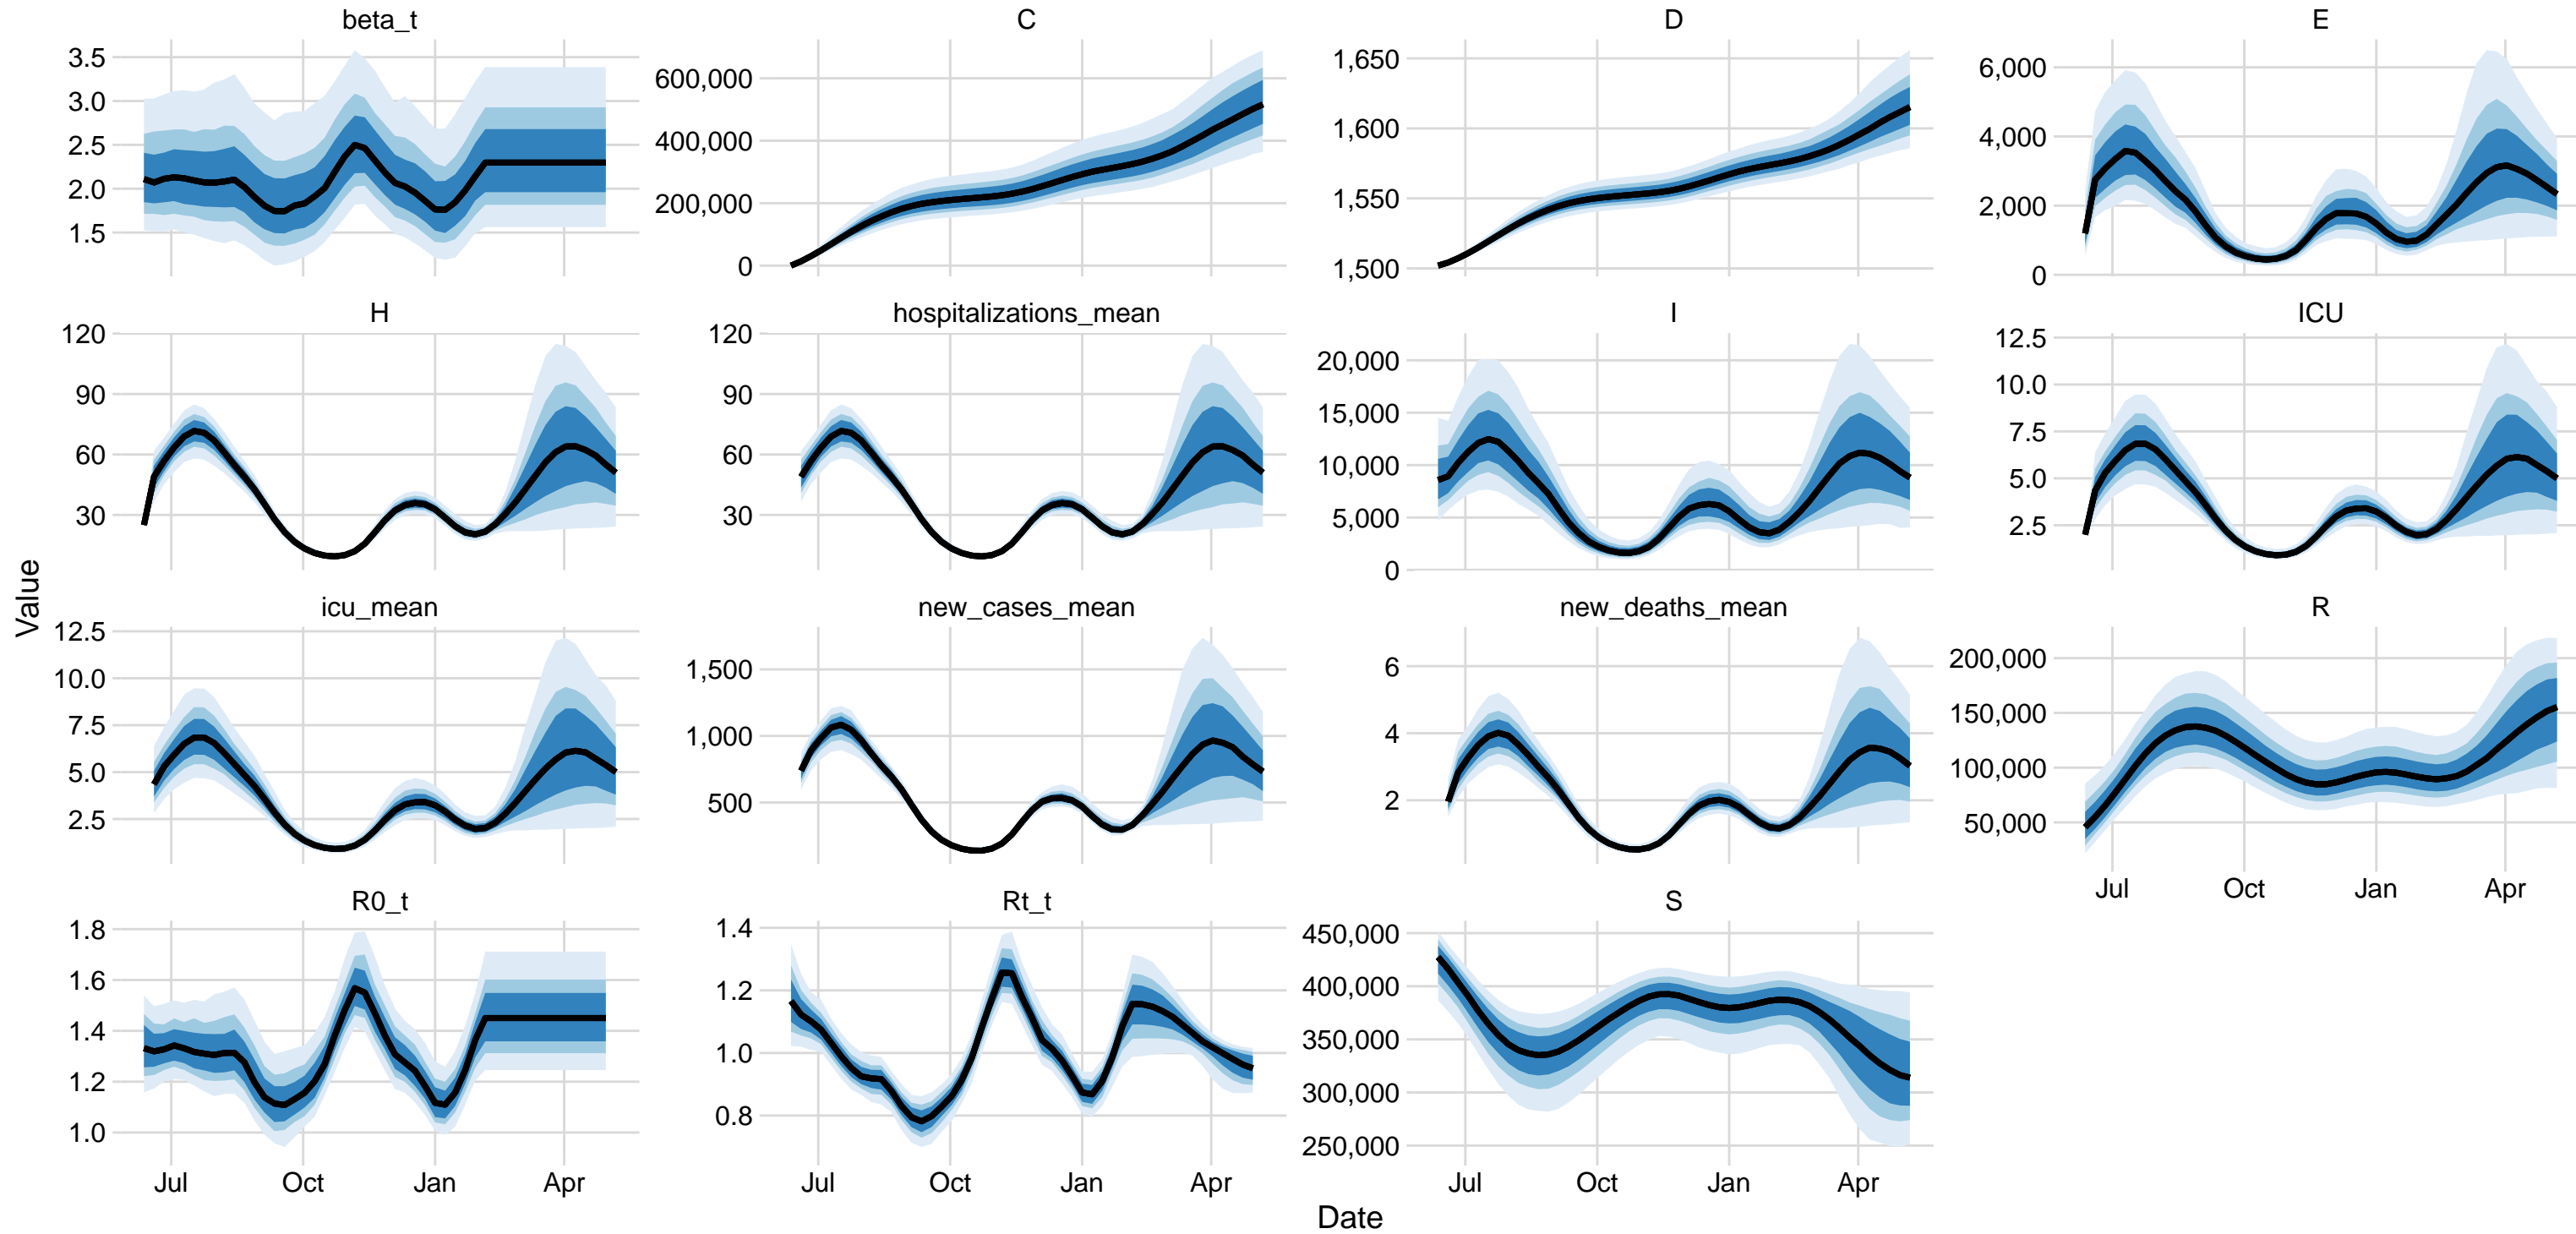 beta_t C D E
3.5 600,000 1,650 6,000
3.0
2.5 400,000 1,600 4,000
2.0 200,000 1,550 2,000
1.5
0 1,500 0
H hospitalizations_mean I ICU
120 120 20,000 12.5
90 90 15,000 10.0
60 60 10,000 7.5
5.0
30 30 5,000 2.5
0
Value
icu_mean new_cases_mean new_deaths_mean R
12.5 1,500 6 200,000
10.0
7.5 1,000 4 150,000
5.0 100,000
2.5 500 2 50,000
Jul Oct Jan Apr
R0_t Rt_t S
1.8 1.4 450,000
1.6 1.2 400,000
1.4 1.0 350,000
1.2 300,000
1.0 0.8 250,000
Jul Oct Jan Apr Jul Oct Jan Apr Jul Oct Jan Apr
Date